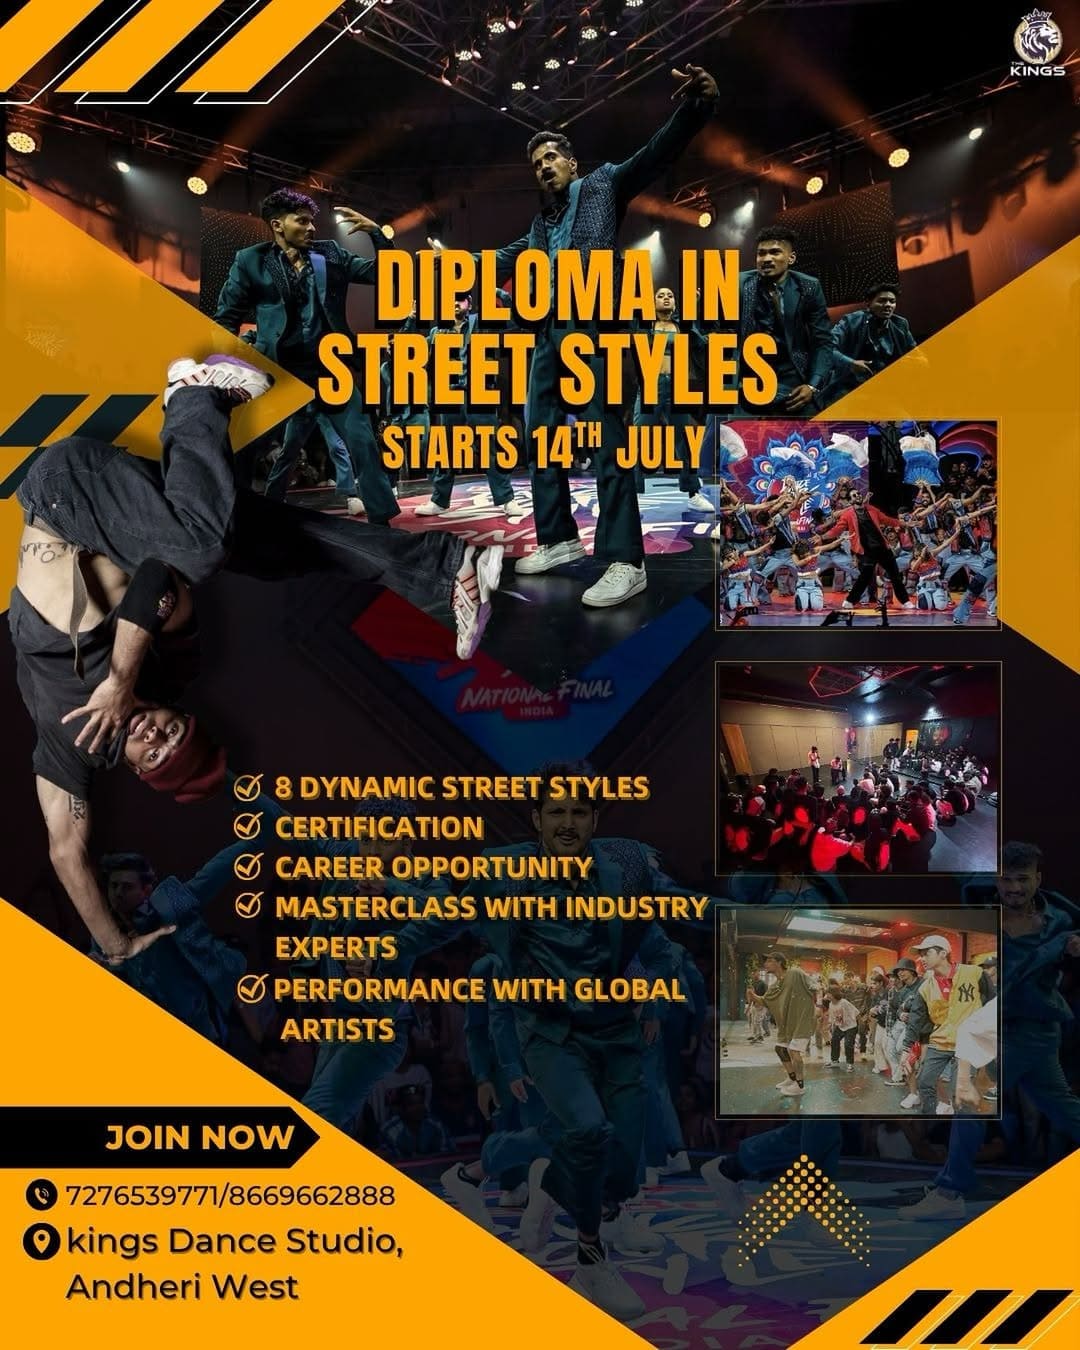 THE
KINGS
DIPLOMA IN
STREET STYLES
STARTS 14TH JULY
NATIONAL FINAL
INDIA
8 DYNAMIC STREET STYLES
CERTIFICATION
CAREER OPPORTUNITY
MASTERCLASS WITH INDUSTRY
EXPERTS
PERFORMANCE WITH GLOBAL
ARTISTS
JOIN NOW
7276539771/8669662888
kings Dance Studio,
Andheri West